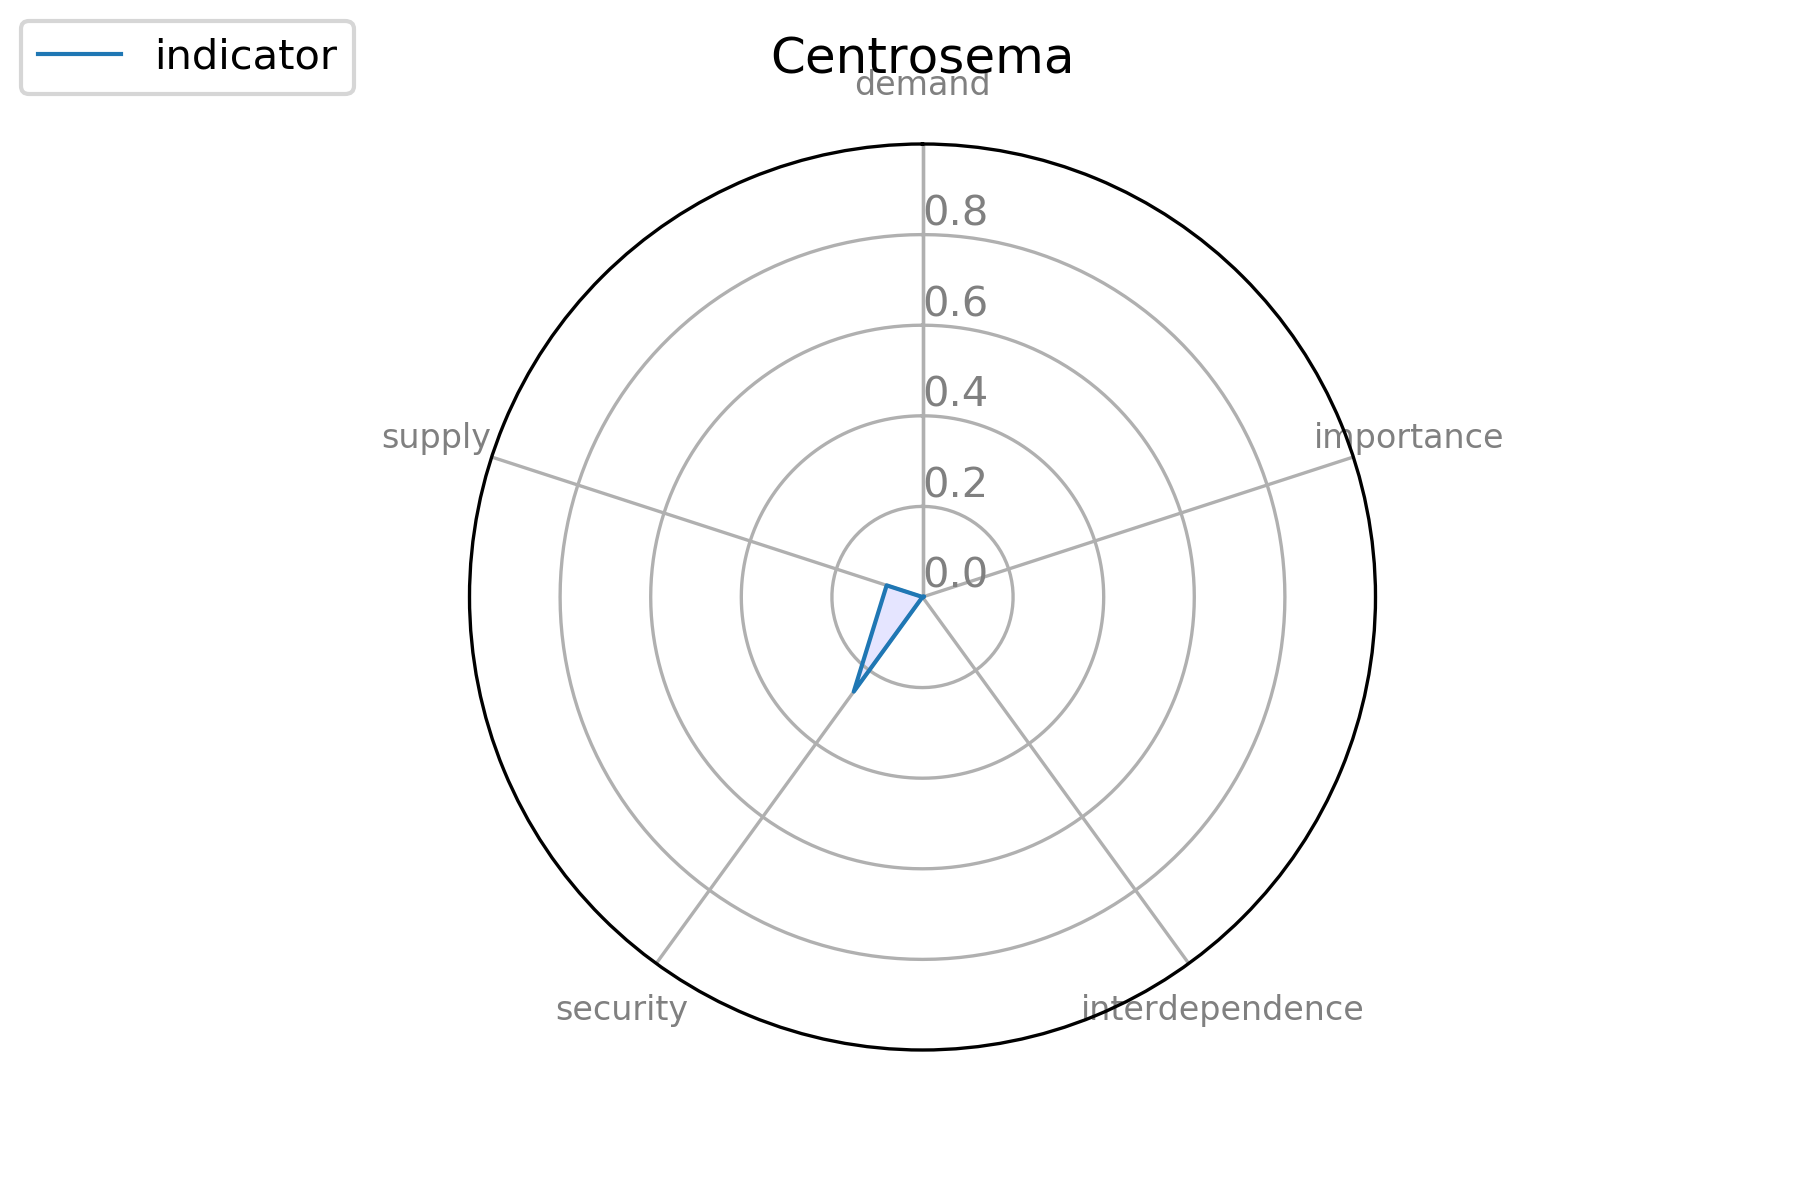 indicator
Centrosema
demand
0.8
0.6
0.4
supply
importance
0.2
0.0
security
interdependence